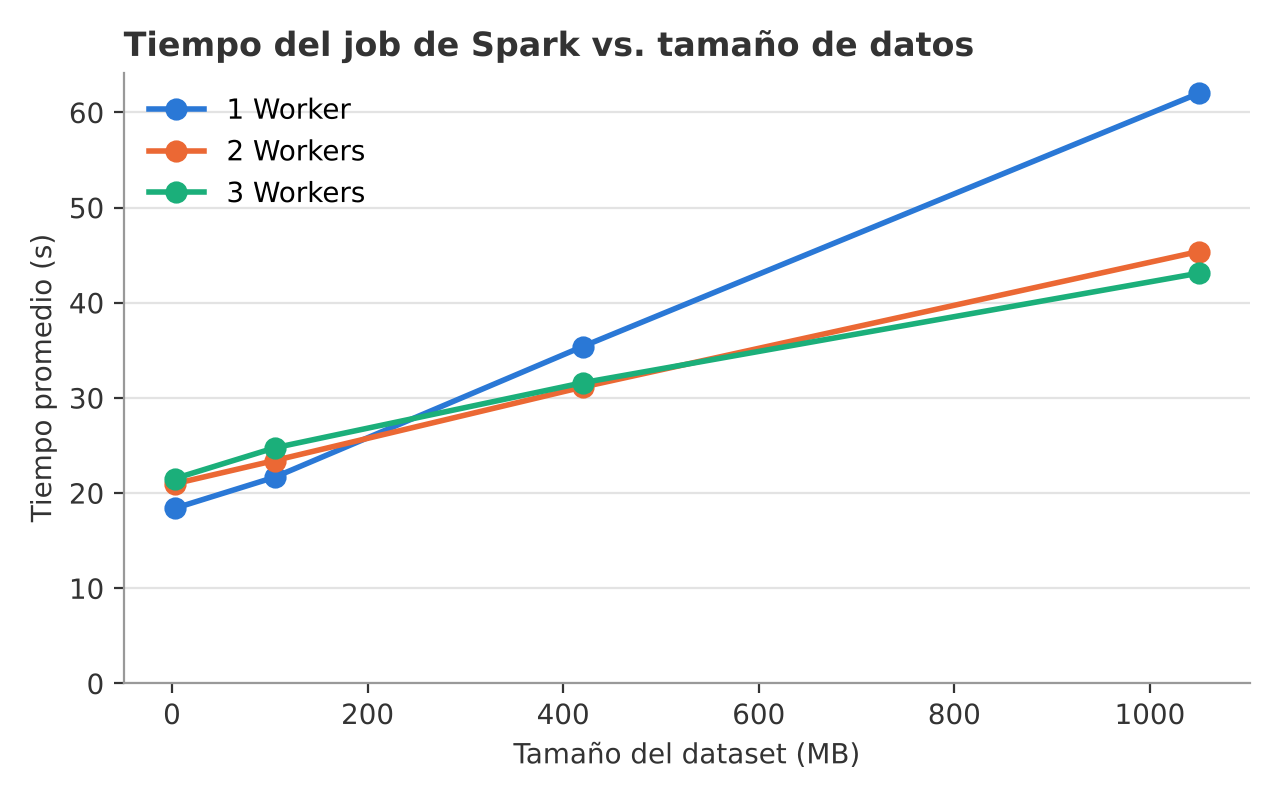 Tiempo del job de Spark vs. tamaño de datos
1 Worker
2 Workers
3 Workers
Tiempo promedio (s)
60
50
40
30
20
10
0
0 200 400 600 800 1000
Tamaño del dataset (MB)